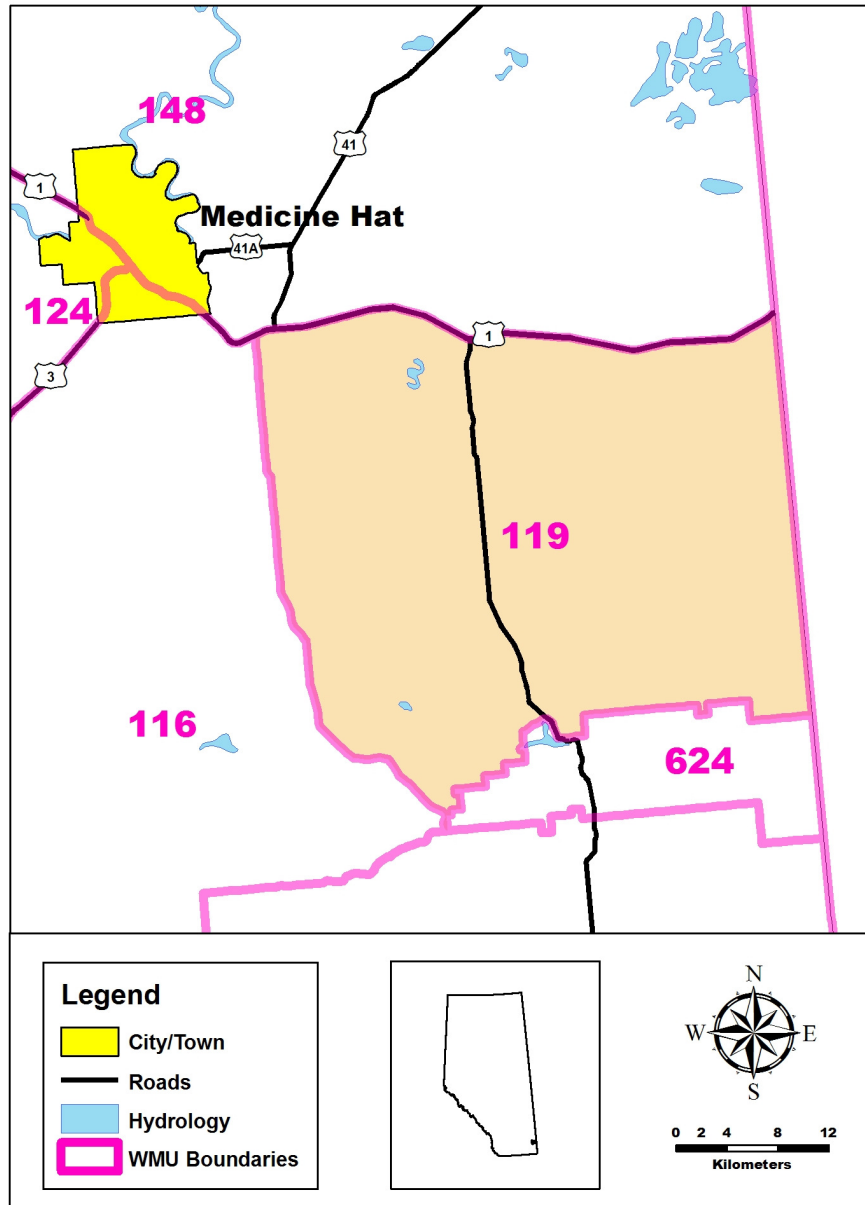 148
41
1
Medicine Hat
41A
124
1
3
119
116
624
Legend
City/Town
Roads
Hydrology
WMU Boundaries
N
W E
S
0 2 4 8 12
Kilometers